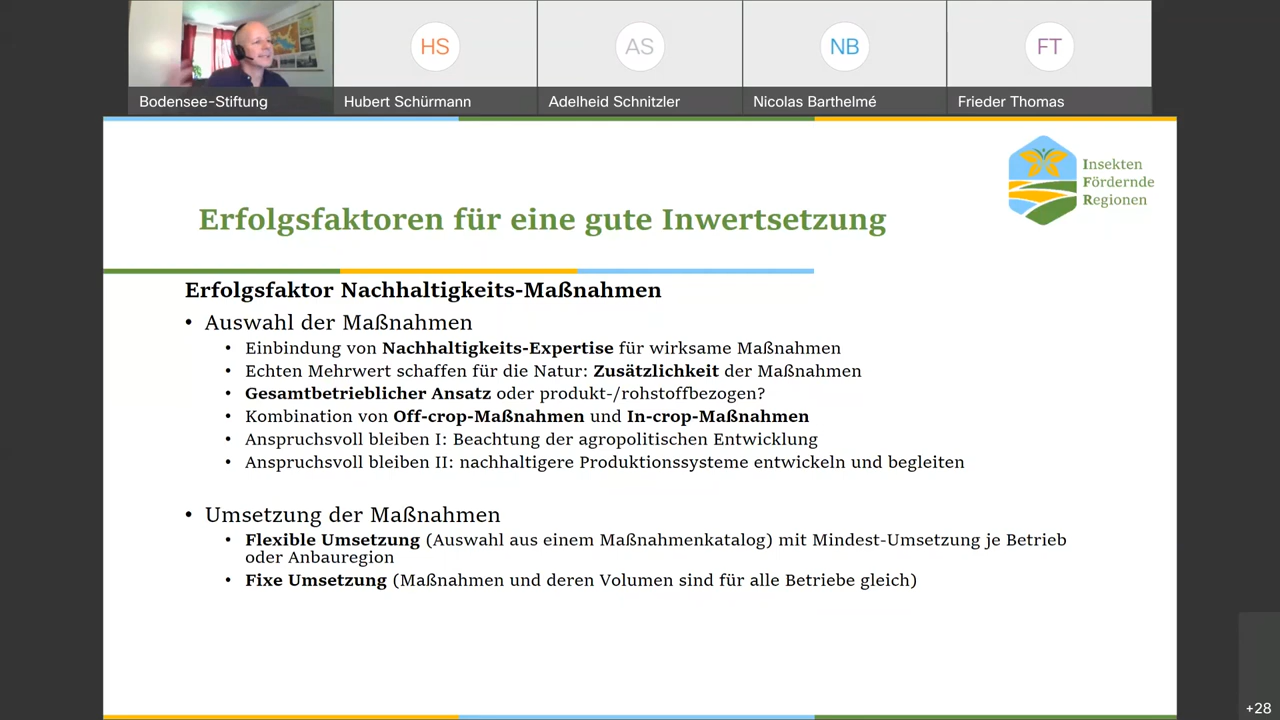 HS
AS
NB
FT
Bodensee-Stiftung
Hubert Schürmann
Adelheid Schnitzler
Nicolas Barthelmé
Frieder Thomas
Insekten
Fördernde
Regionen
Erfolgsfaktoren für eine gute Inwertsetzung
Erfolgsfaktor Nachhaltigkeits-Maßnahmen
• Auswahl der Maßnahmen
• Einbindung von Nachhaltigkeits-Expertise für wirksame Maßnahmen
• Echten Mehrwert schaffen für die Natur: Zusätzlichkeit der Maßnahmen
• Gesamtbetrieblicher Ansatz oder produkt-/rohstoffbezogen?
• Kombination von Off-crop-Maßnahmen und In-crop-Maßnahmen
• Anspruchsvoll bleiben I: Beachtung der agropolitischen Entwicklung
• Anspruchsvoll bleiben II: nachhaltigere Produktionssysteme entwickeln und begleiten
• Umsetzung der Maßnahmen
• Flexible Umsetzung (Auswahl aus einem Maßnahmenkatalog) mit Mindest-Umsetzung je Betrieb
oder Anbauregion
• Fixe Umsetzung (Maßnahmen und deren Volumen sind für alle Betriebe gleich)
+28